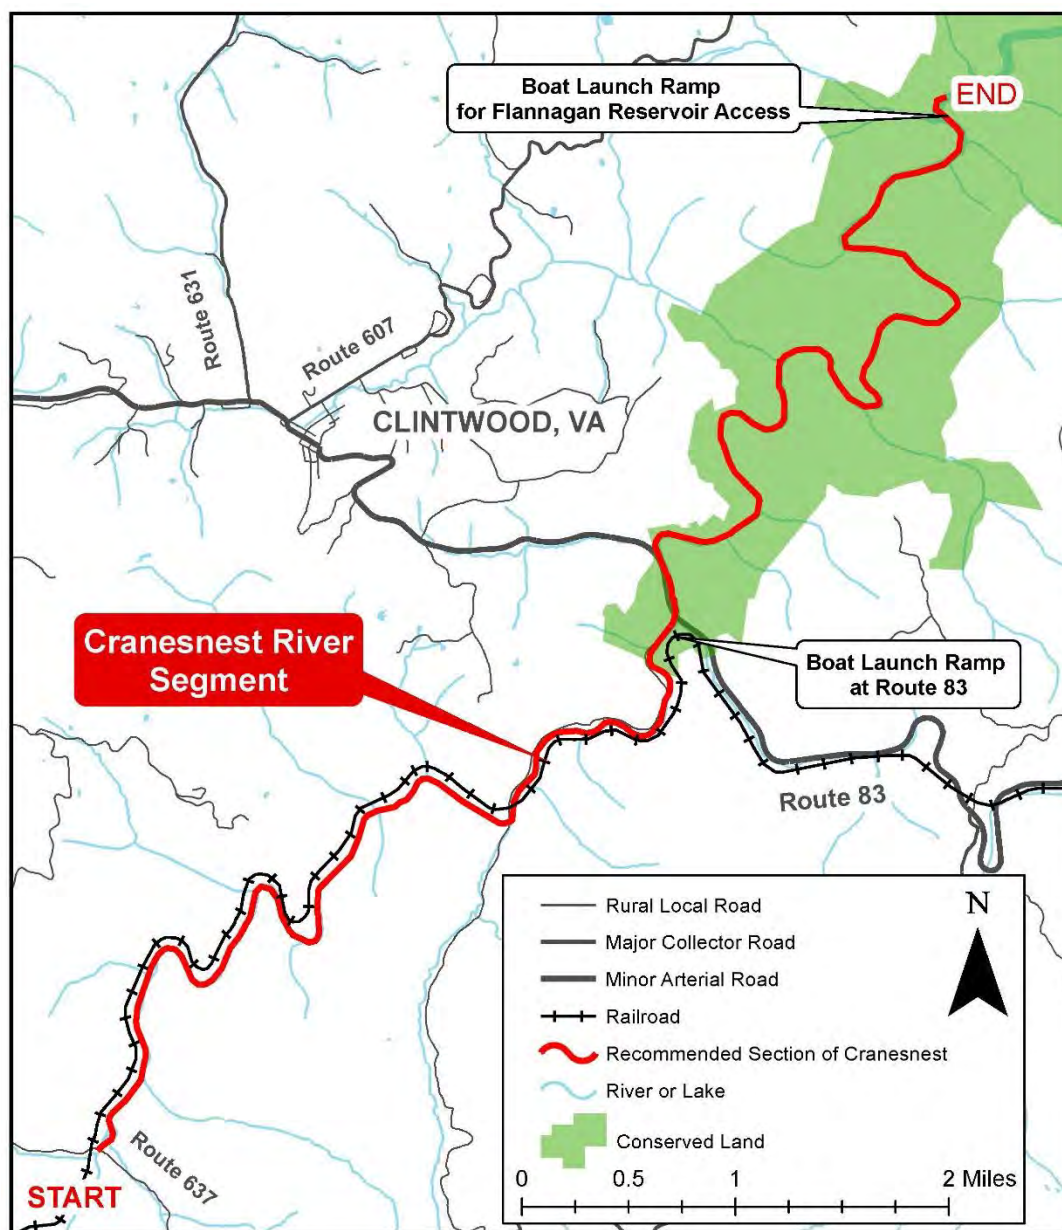 Boat Launch Ramp
for Flannagan Reservoir Access
END
Route 631
Route 607
CLINTWOOD, VA
Cranesnest River
Segment
Boat Launch Ramp
at Route 83
Route 83
Route 637
START
Rural Local Road
Major Collector Road
Minor Arterial Road
Railroad
Recommended Section of Cranesnest
River or Lake
Conserved Land
N
0 0.5 1 2 Miles